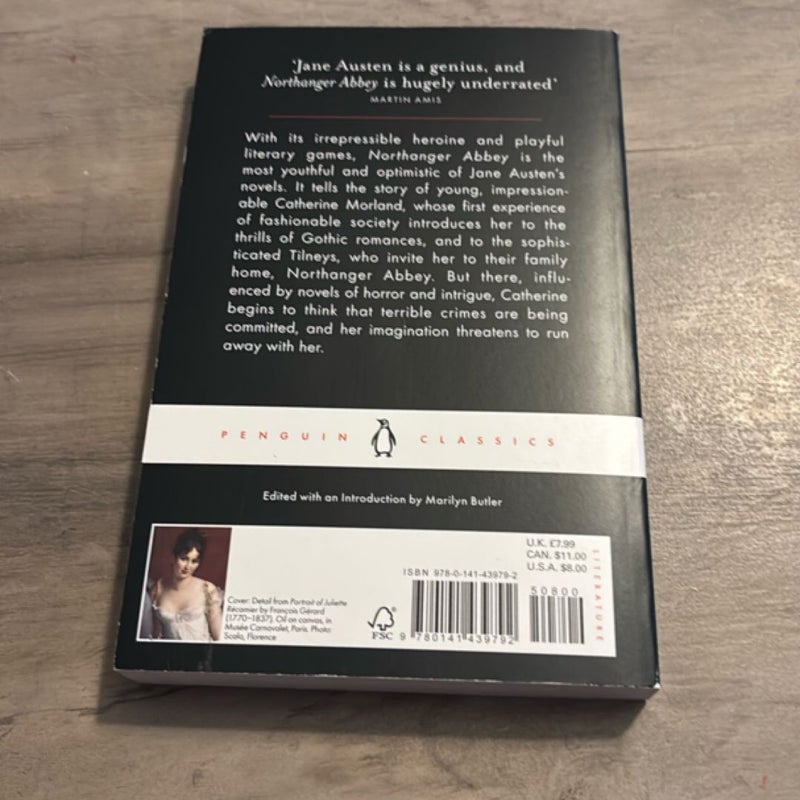 'Jane Austen is a genius, and
Northanger Abbey is hugely underrated'
MARTIN AMIS
With its irrepressible heroine and playful
literary games, Northanger Abbey is the
most youthful and optimistic of Jane Austen's
novels. It tells the story of young, impression-
able Catherine Morland, whose first experience
of fashionable society introduces her to the
thrills of Gothic romances, and to the sophis-
ticated Tilneys, who invite her to their family
home, Northanger Abbey. But there, influ-
enced by novels of horror and intrigue, Catherine
begins to think that terrible crimes are being
committed, and her imagination threatens to run
away with her.
PENGUIN CLASSICS
Edited with an Introduction by Marilyn Butler
Cover: Detail from Portrait of Juliette
Récamier by François Gérard
(1770–1837). Oil on canvas, in
Musée Carnavalet, Paris. Photo:
Scala, Florence
FSC
U.K. £7.99
CAN. $11.00
U.S.A. $8.00
ISBN 978-0-141-43979-2
50800
9 780141 439792
LITERATURE